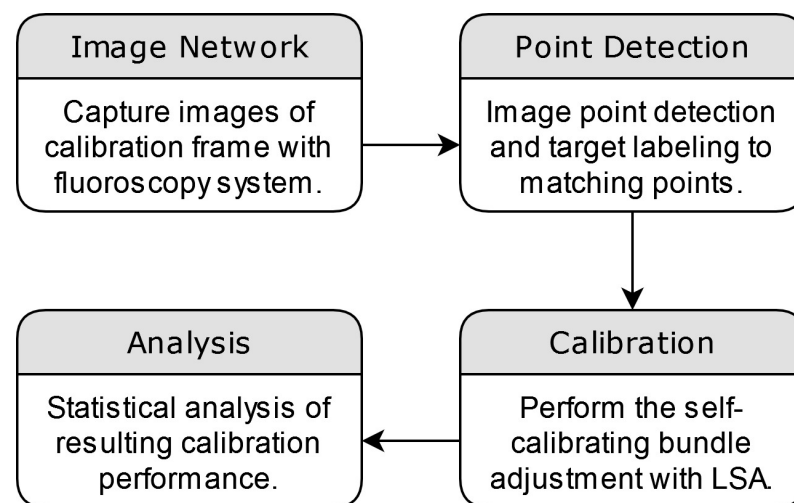 Image Network
Capture images of
calibration frame with
fluoroscopy system.
Point Detection
Image point detection
and target labeling to
matching points.
Calibration
Perform the self-
calibrating bundle
adjustment with LSA.
Analysis
Statistical analysis of
resulting calibration
performance.